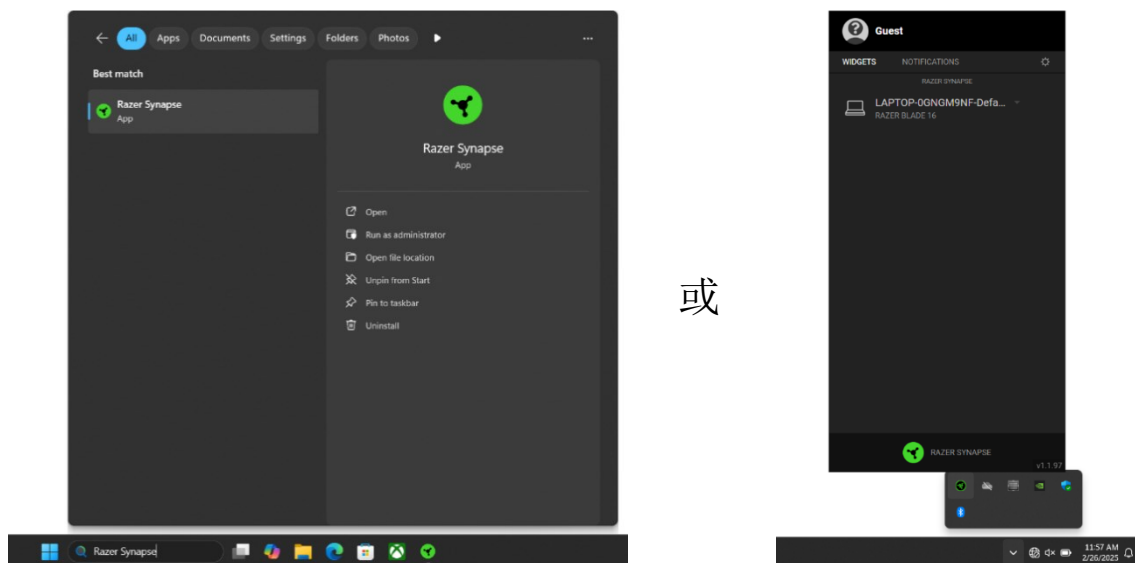 All Apps Documents Settings Folders Photos ...
Best match
Razer Synapse
App
Razer Synapse
App
Open
Run as administrator
Open file location
Unpin from Start
Pin to taskbar
Uninstall
Razer Synapse
或
Guest
WIDGETS NOTIFICATIONS
RAZER SYNAPSE
LAPTOP-0GNGM9NF-Defa...
RAZER BLADE 16
RAZER SYNAPSE
v1.1.97
11:57 AM
2/26/2025